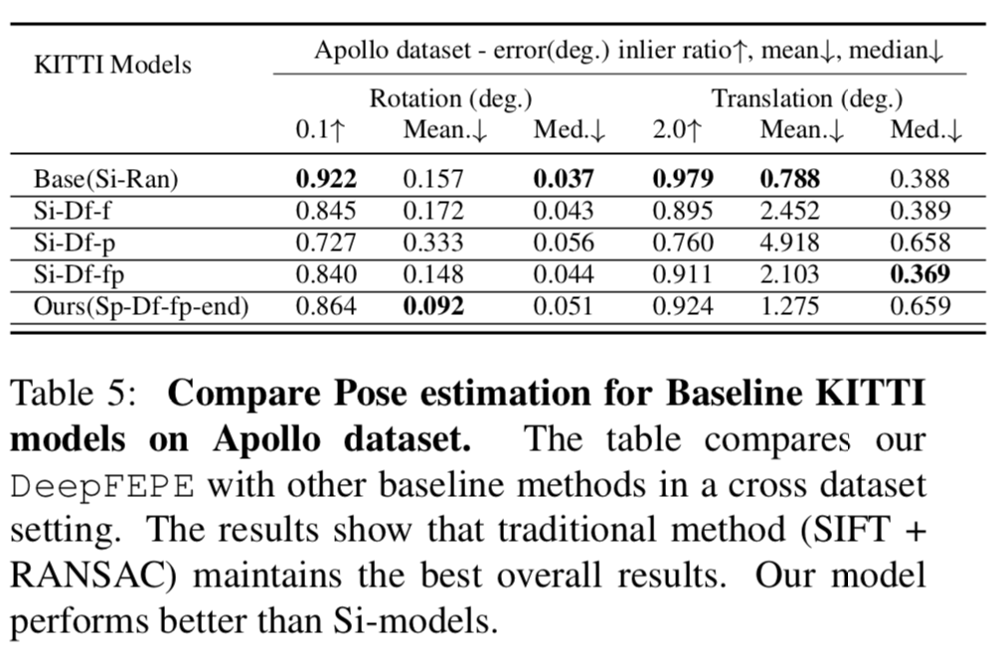 KITTI Models Apollo dataset - error(deg.) inlier ratio↑, mean↓, median↓
Rotation (deg.) Translation (deg.)
0.1↑ Mean.↓ Med.↓ 2.0↑ Mean.↓ Med.↓
Base(Si-Ran) 0.922 0.157 0.037 0.979 0.788 0.388
Si-Df-f 0.845 0.172 0.043 0.895 2.452 0.389
Si-Df-p 0.727 0.333 0.056 0.760 4.918 0.658
Si-Df-fp 0.840 0.148 0.044 0.911 2.103 0.369
Ours(Sp-Df-fp-end) 0.864 0.092 0.051 0.924 1.275 0.659
Table 5: Compare Pose estimation for Baseline KITTI
models on Apollo dataset. The table compares our
DeepFEPE with other baseline methods in a cross dataset
setting. The results show that traditional method (SIFT +
RANSAC) maintains the best overall results. Our model
performs better than Si-models.